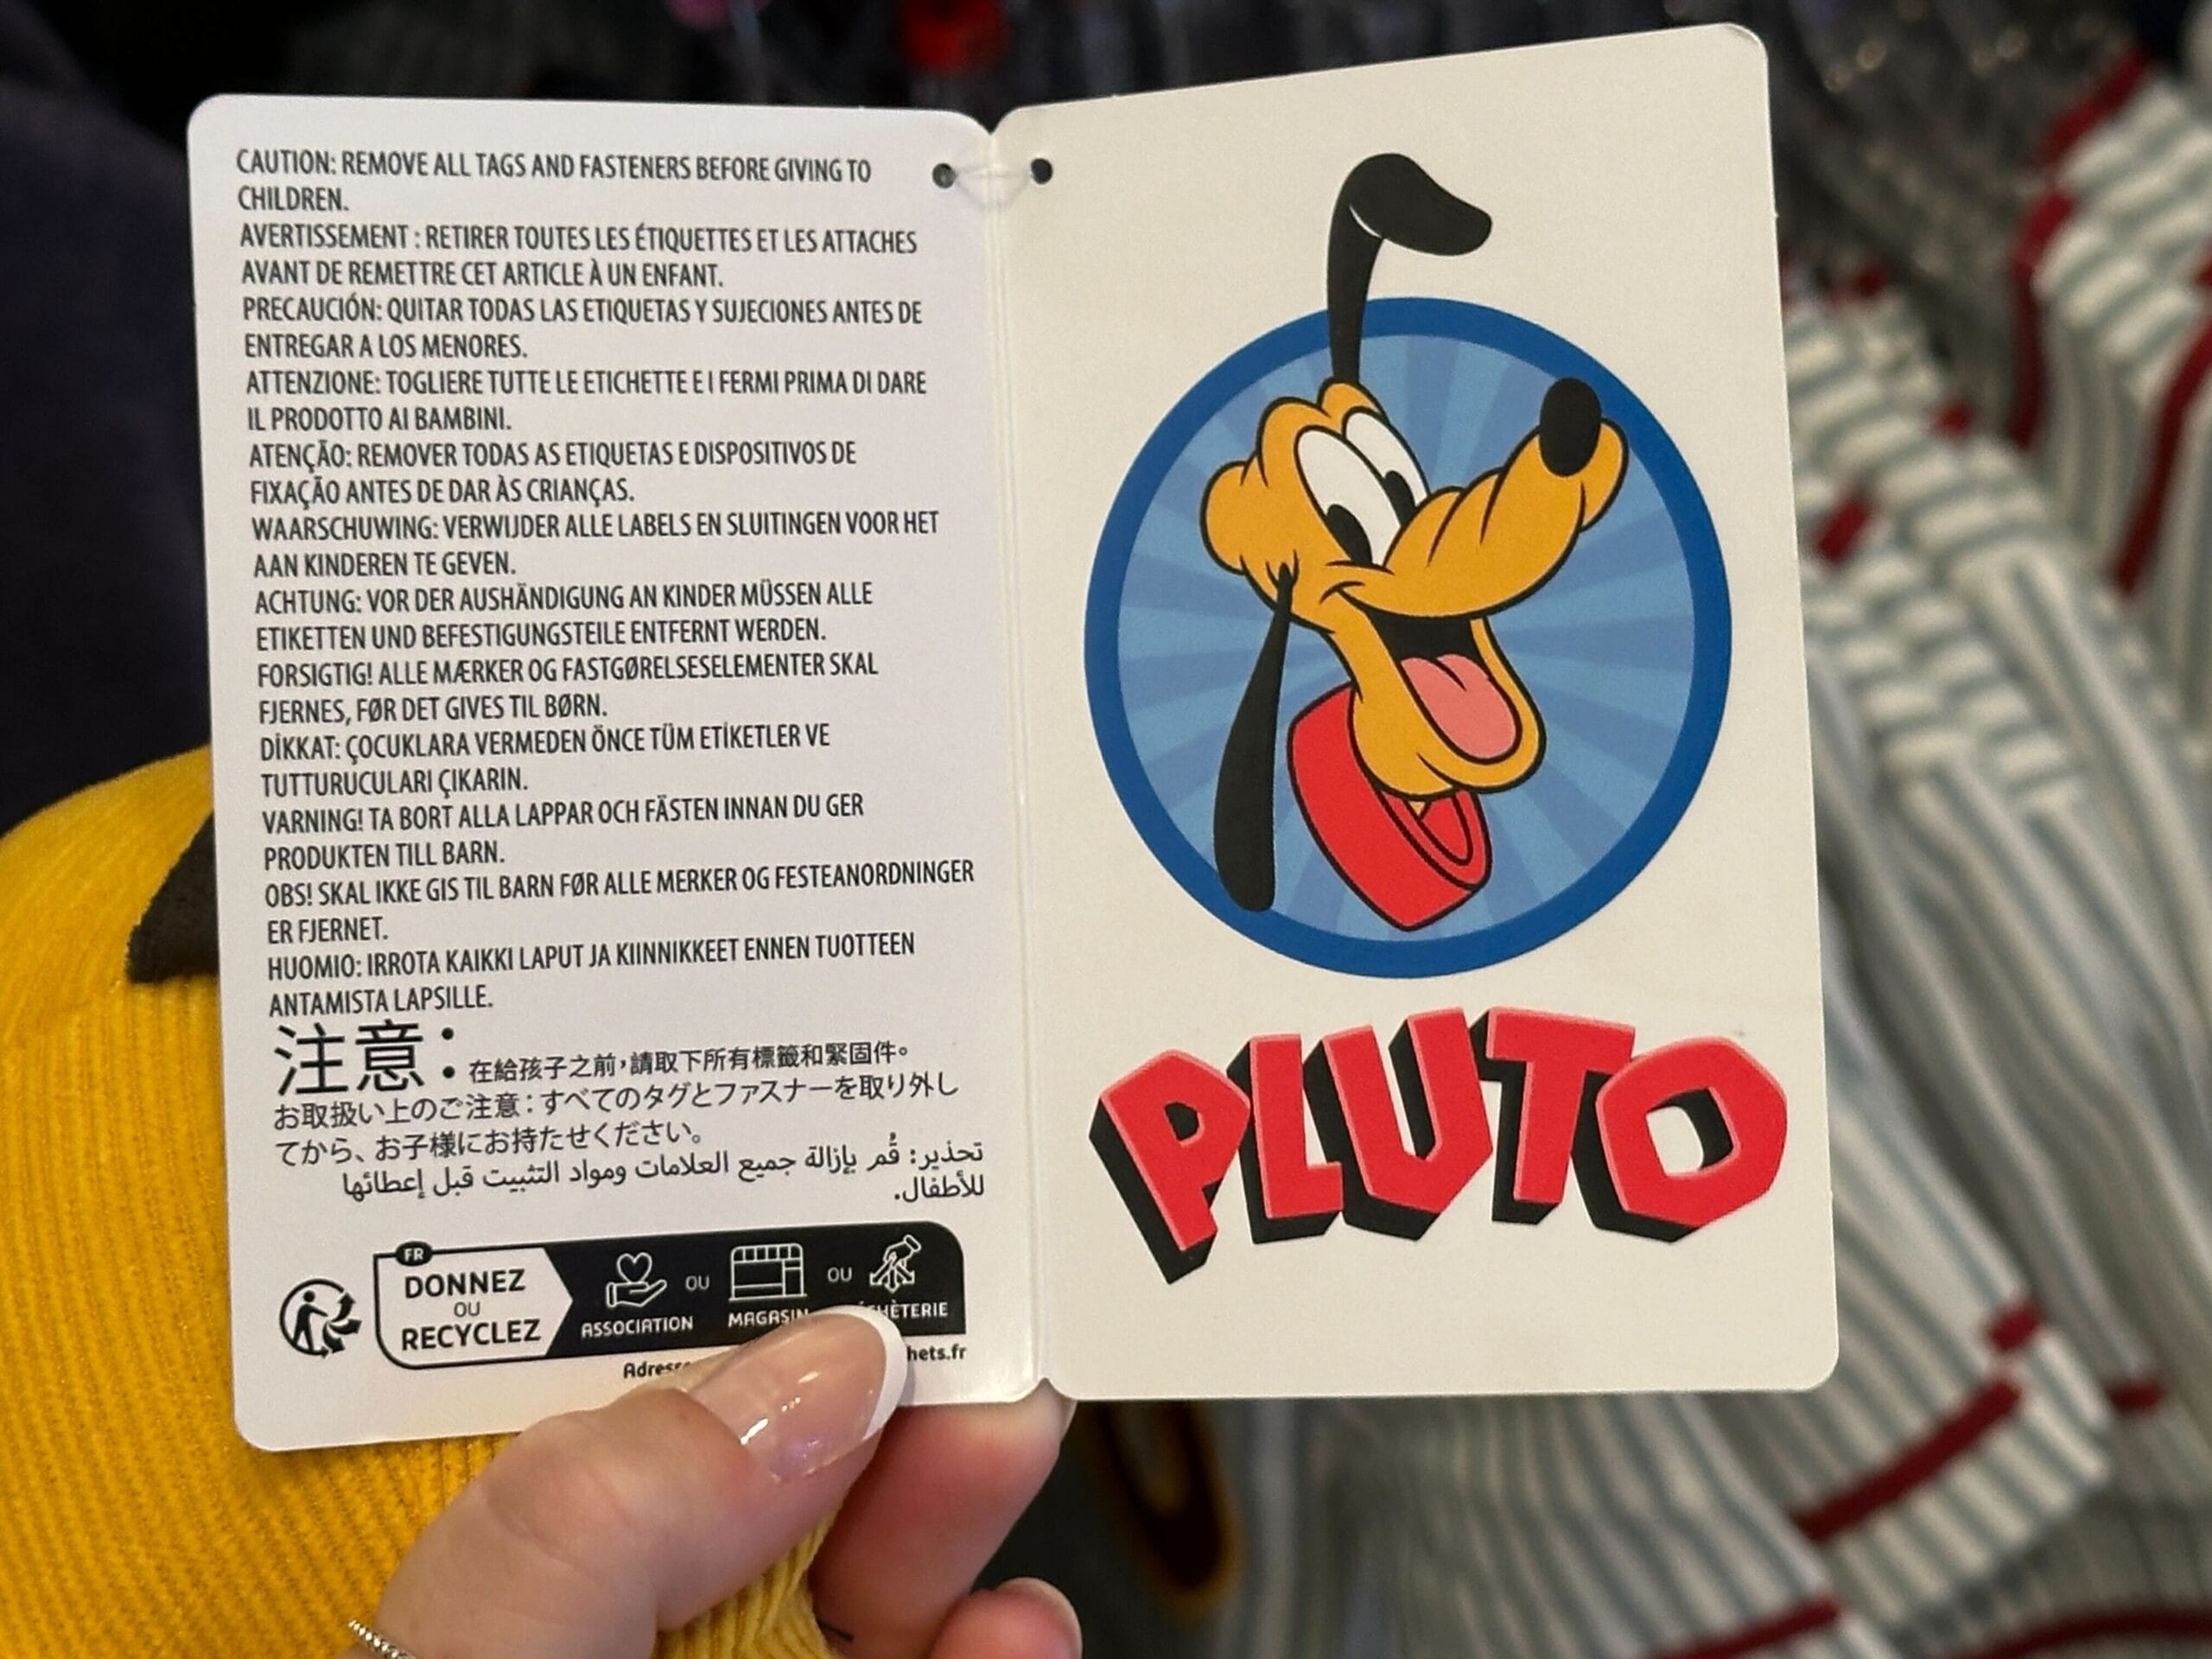 CAUTION: REMOVE ALL TAGS AND FASTENERS BEFORE GIVING TO
CHILDREN.
AVERTISSEMENT : RETIRER TOUTES LES ÉTIQUETTES ET LES ATTACHES
AVANT DE REMETTRE CET ARTICLE À UN ENFANT.
PRECAUCIÓN: QUITAR TODAS LAS ETIQUETAS Y SUJECIONES ANTES DE
ENTREGAR A LOS MENORES.
ATTENZIONE: TOGLIERE TUTTE LE ETICHETTE E I FERMI PRIMA DI DARE
IL PRODOTTO AI BAMBINI.
ATENÇÃO: REMOVER TODAS AS ETIQUETAS E DISPOSITIVOS DE
FIXAÇÃO ANTES DE DAR ÀS CRIANÇAS.
WAARSCHUWING: VERWIJDER ALLE LABELS EN SLUITINGEN VOOR HET
AAN KINDEREN TE GEVEN.
ACHTUNG: VOR DER AUSHÄNDIGUNG AN KINDER MÜSSEN ALLE
ETIKETTEN UND BEFESTIGUNGSTEILE ENTFERNT WERDEN.
FORSIGTIG! ALLE MÆRKER OG FASTGØRELSESELEMENTER SKAL
FJERNES, FØR DET GIVES TIL BØRN.
DİKKAT: ÇOCUKLARA VERMEDEN ÖNCE TÜM ETİKETLER VE
TUTTURUCULARI ÇIKARIN.
VARNING! TA BORT ALLA LAPPAR OCH FÄSTEN INNAN DU GER
PRODUKTEN TILL BARN.
OBS! SKAL IKKE GIS TIL BARN FØR ALLE MERKER OG FESTEANORDNINGER
ER FJERNET.
HUOMIO: IRROTA KAIKKI LAPUT JA KIINNIKKEET ENNEN TUOTTEEN
ANTAMISTA LAPSILLE.
注意：在給孩子之前，請取下所有標籤和緊固件。
お取扱い上のご注意：すべてのタグとファスナーを取り外し
てから、お子様にお持たせください。
تحذير: قُم بإزالة جميع العلامات ومواد التثبيت قبل إعطائها
للأطفال.
FR
DONNEZ
OU
RECYCLEZ
ASSOCIATION
OU
MAGASIN
OU
PLUTO